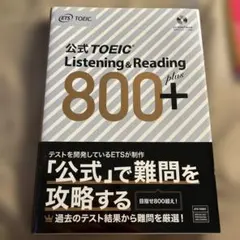 ETS TOEIC
公式 TOEIC
Listening & Reading
800+
plus
テストを開発しているETSが制作
「公式」で難問を
攻略する
目指せ800越え!
過去のテスト結果から難問を厳選!